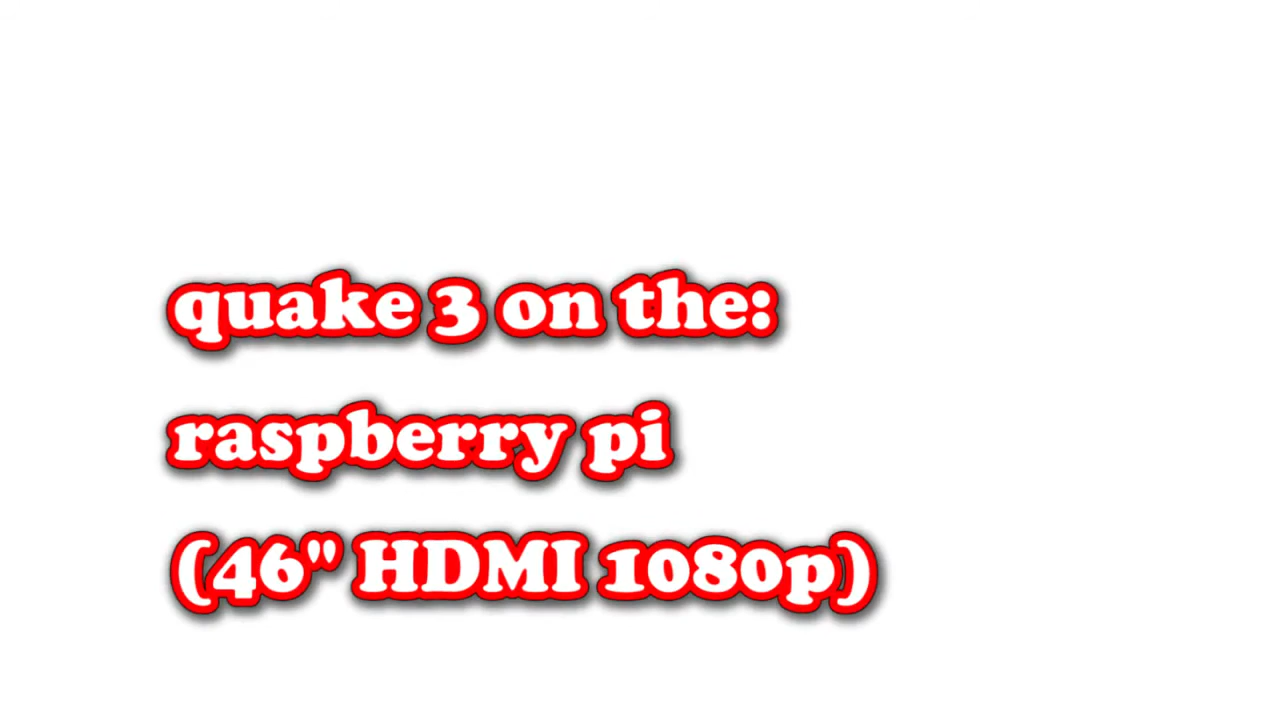 quake 3 on the:
raspberry pi
(46" HDMI 1080p)